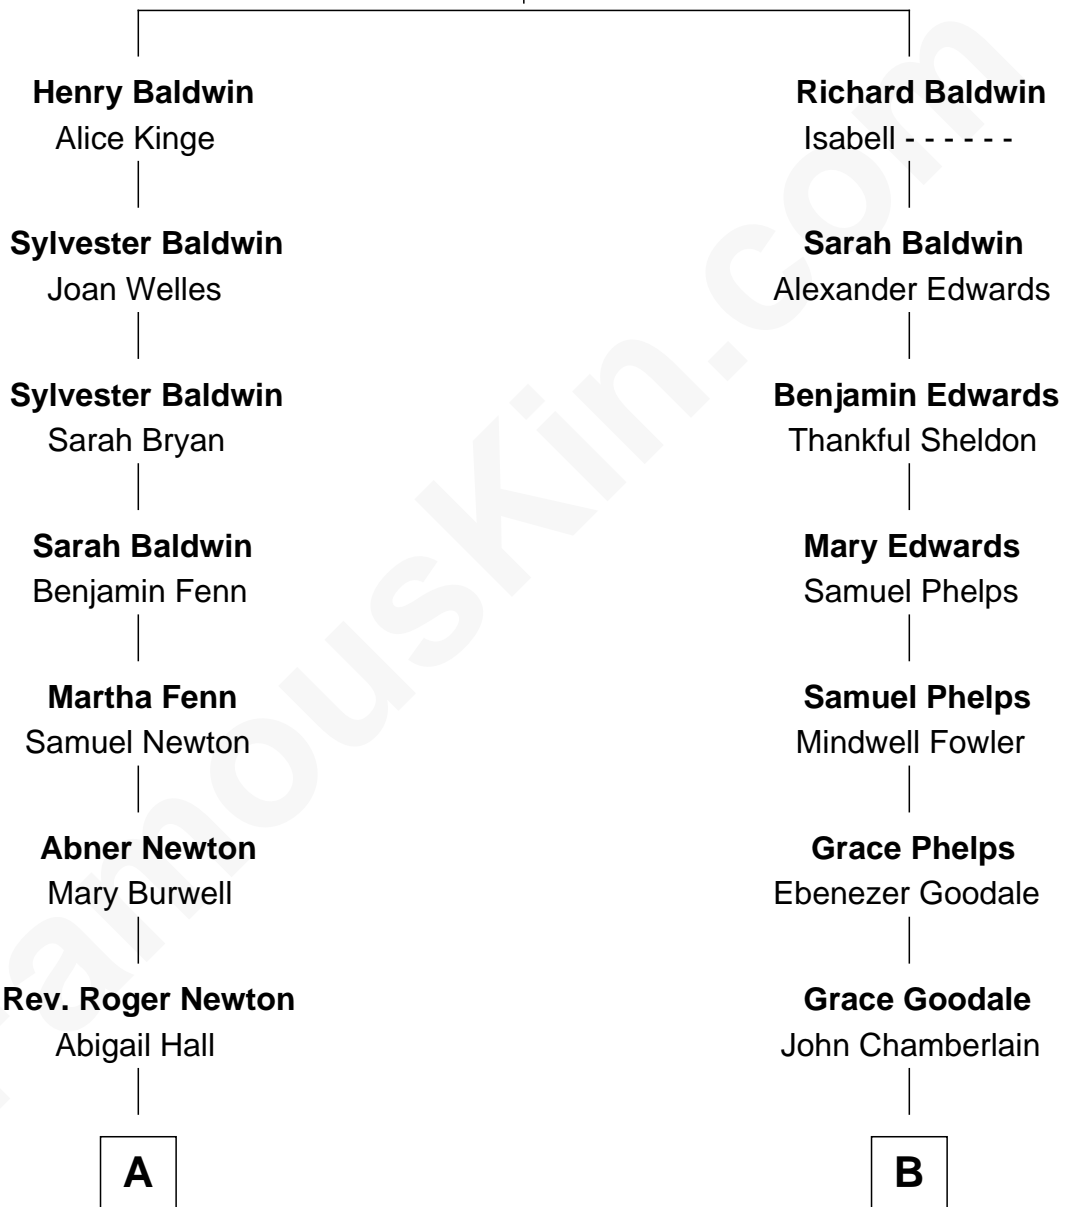 Henry Baldwin
Alice Kinge
Sylvester Baldwin
Joan Welles
Sylvester Baldwin
Sarah Bryan
Sarah Baldwin
Benjamin Fenn
Martha Fenn
Samuel Newton
Abner Newton
Mary Burwell
Rev. Roger Newton
Abigail Hall
A
Richard Baldwin
Isabell - - - - - -
Sarah Baldwin
Alexander Edwards
Benjamin Edwards
Thankful Sheldon
Mary Edwards
Samuel Phelps
Samuel Phelps
Mindwell Fowler
Grace Phelps
Ebenezer Goodale
Grace Goodale
John Chamberlain
B
FamousKin.com